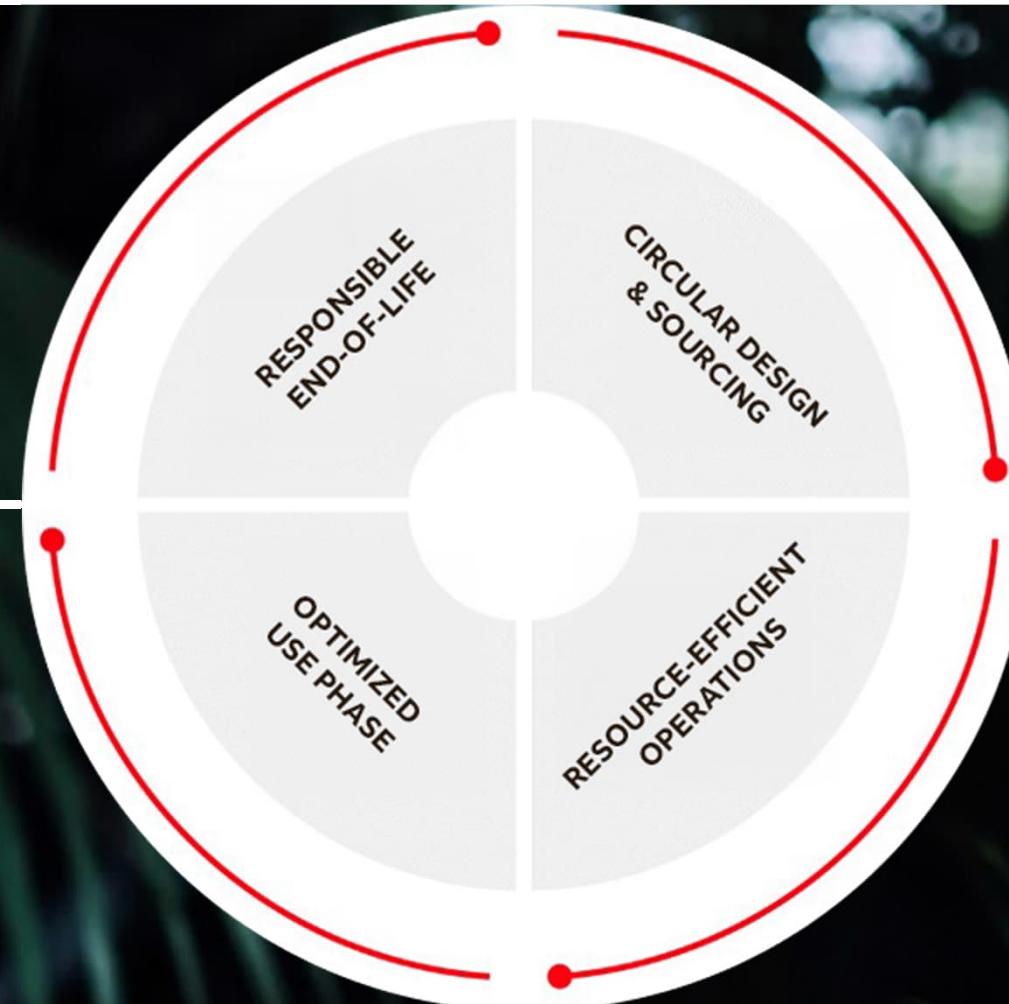 RESPONSIBLE
END-OF-LIFE
CIRCULAR DESIGN
& SOURCING
OPTIMIZED
USE PHASE
RESOURCE-EFFICIENT
OPERATIONS